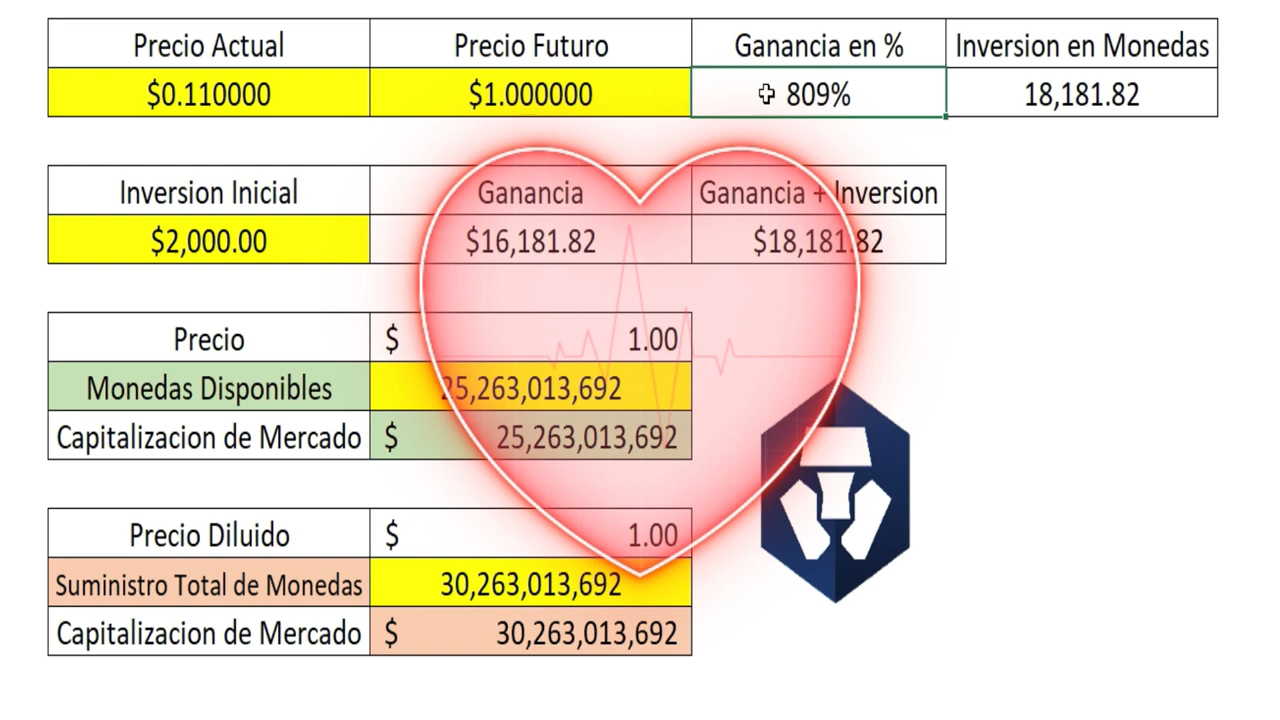 Precio Actual Precio Futuro Ganancia en % Inversion en Monedas
$0.110000 $1.000000 809% 18,181.82
Inversion Inicial Ganancia Ganancia + Inversion
$2,000.00 $16,181.82 $18,181.82
Precio $ 1.00
Monedas Disponibles 25,263,013,692
Capitalizacion de Mercado $ 25,263,013,692
Precio Diluido $ 1.00
Suministro Total de Monedas 30,263,013,692
Capitalizacion de Mercado $ 30,263,013,692